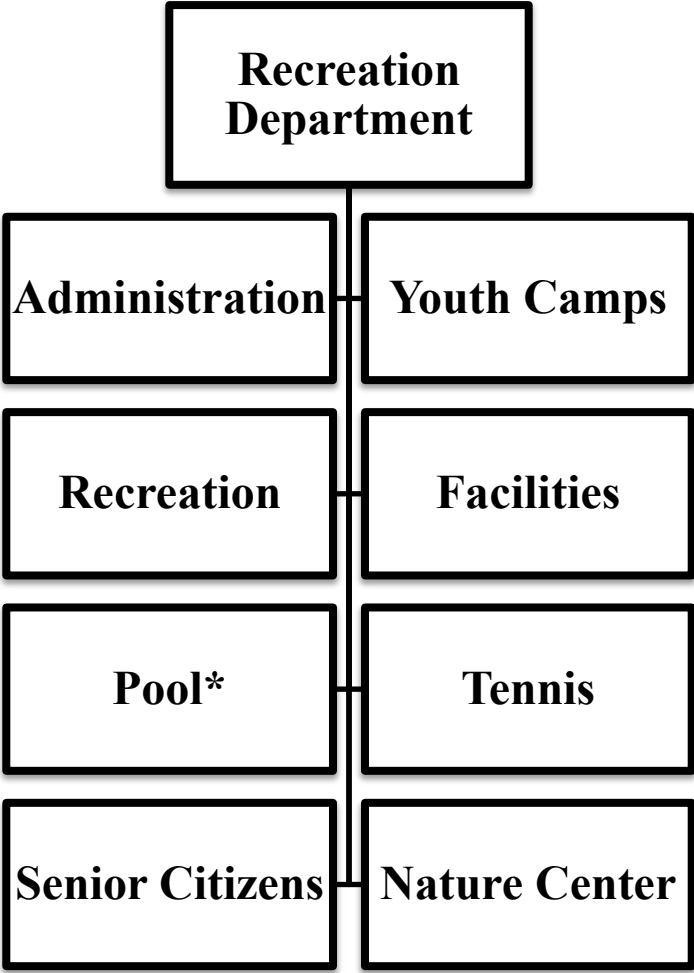 Recreation
Department
Administration
Youth Camps
Recreation
Facilities
Pool*
Tennis
Senior Citizens
Nature Center